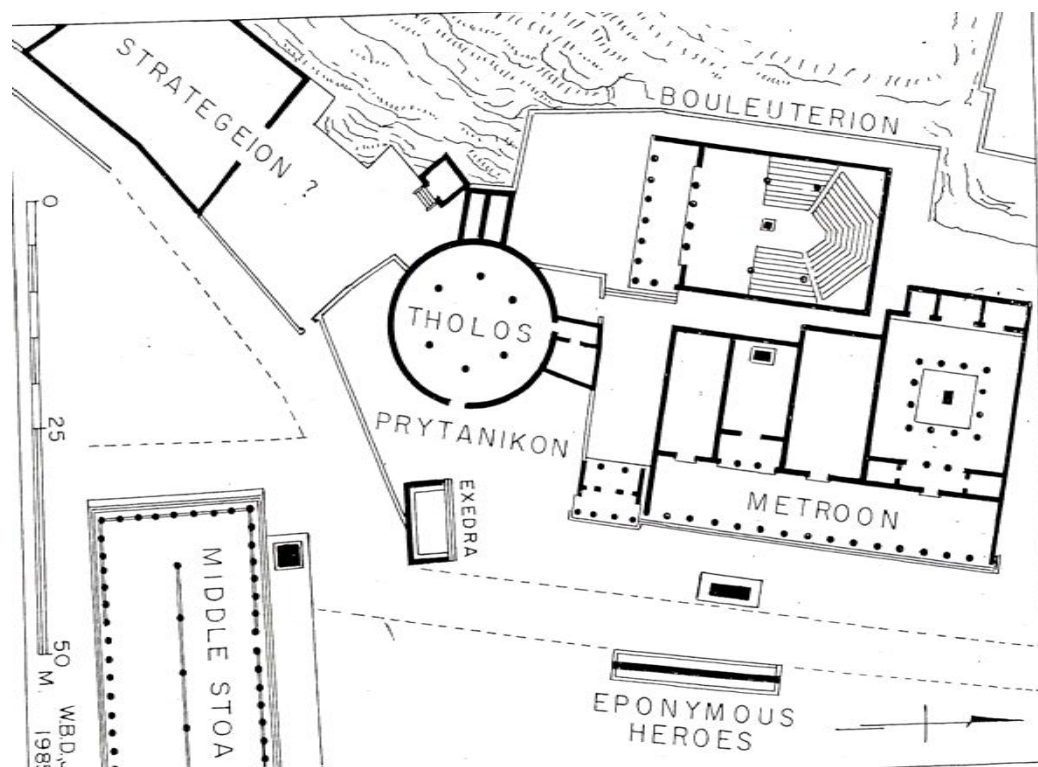 STRATEGEION ?
BOULEUTERION
THOLOS
PRYTANIKON
EXEDRA
METROON
MIDDLE STOA
EPONYMOUS
HEROES
0
25
50
M.
W.B.D.,